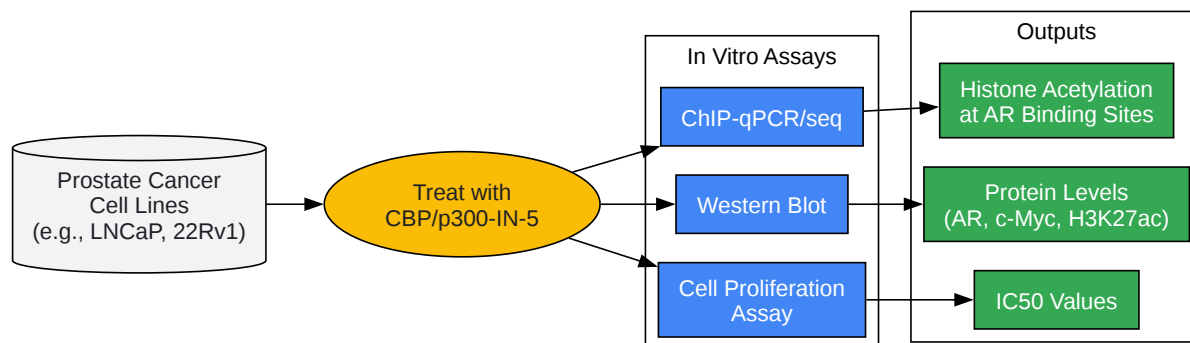 Prostate Cancer
Cell Lines
(e.g., LNCaP, 22Rv1)
Treat with
CBP/p300-IN-5
In Vitro Assays
ChIP-qPCR/seq
Western Blot
Cell Proliferation
Assay
Outputs
Histone Acetylation
at AR Binding Sites
Protein Levels
(AR, c-Myc, H3K27ac)
IC50 Values